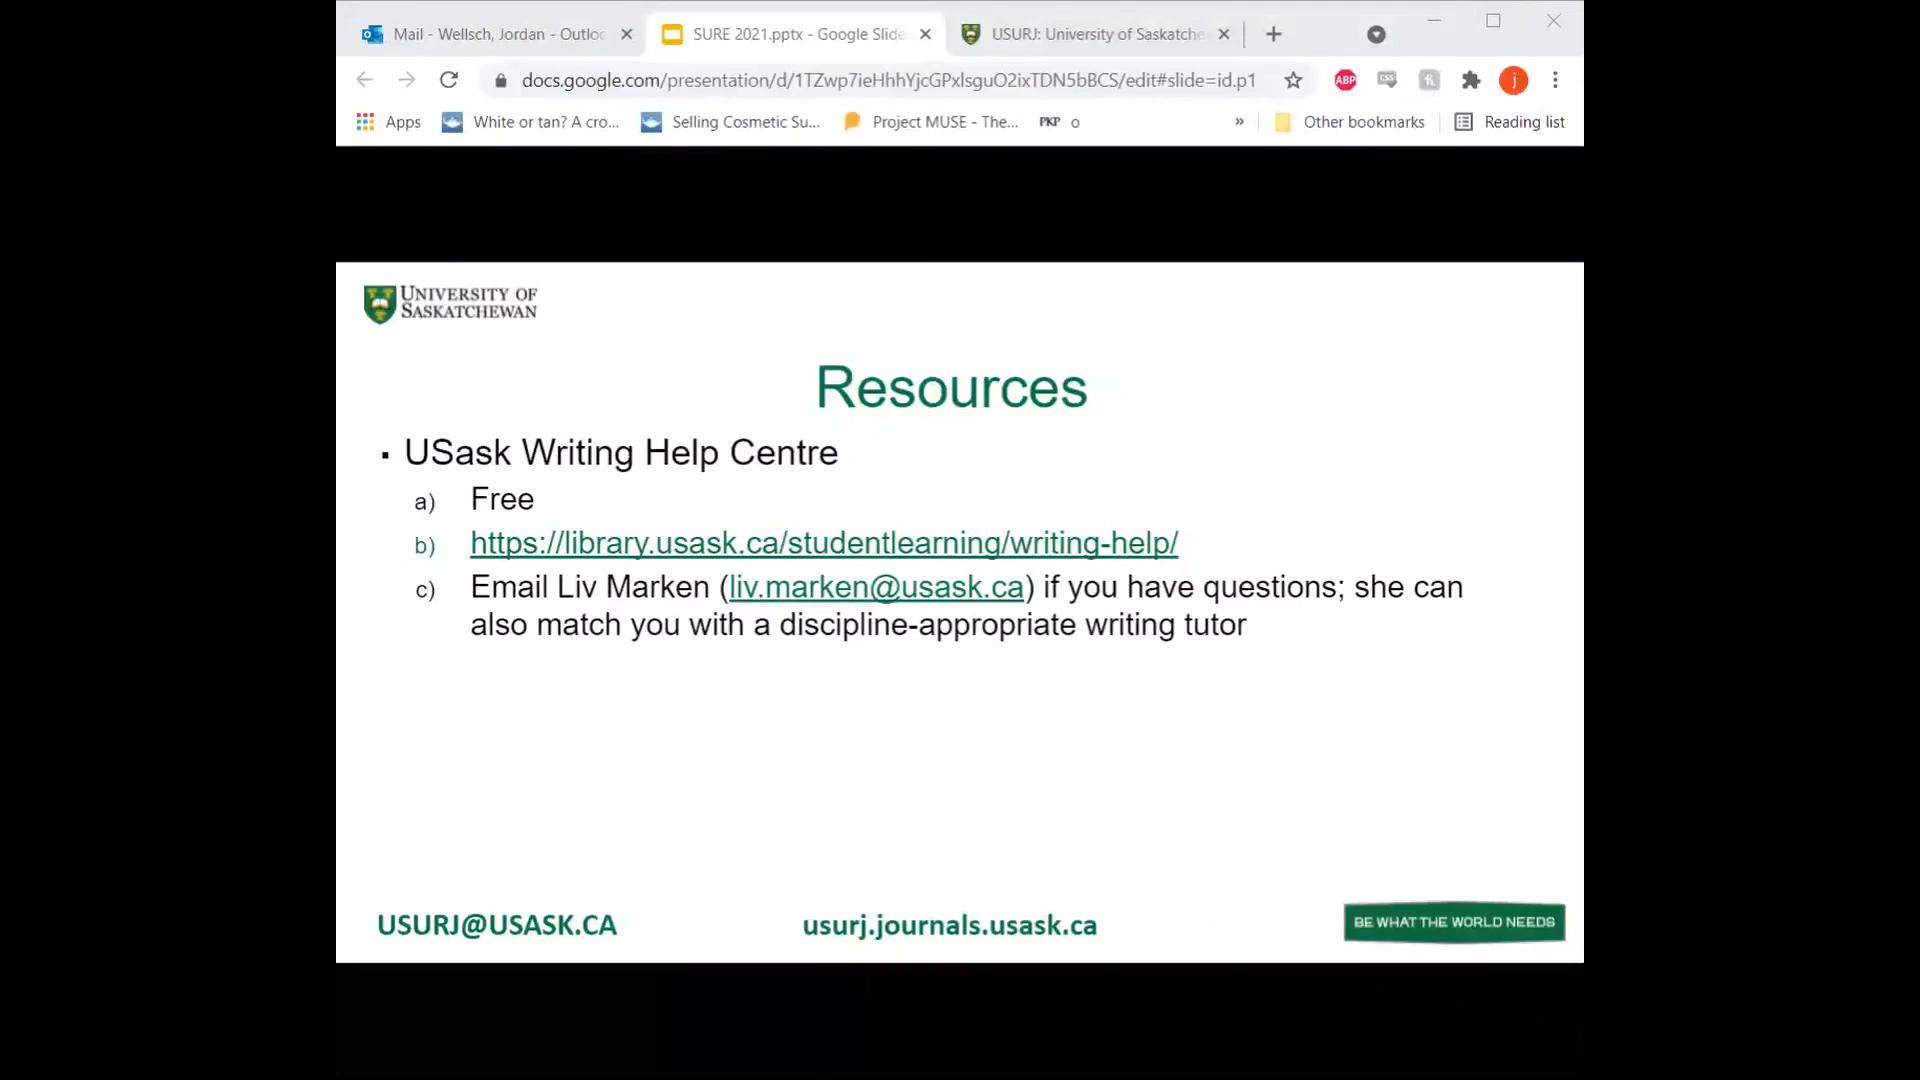 Mail - Wellsch, Jordan - Outloo
SURE 2021.pptx - Google Slide
USURJ: University of Saskatche
docs.google.com/presentation/d/1TZwp7ieHhhYjcGPxlsguO2ixTDN5bBCS/edit#slide=id.p1
ABP
CSS
j
Apps
White or tan? A cro...
Selling Cosmetic Su...
Project MUSE - The...
PKP o
»
Other bookmarks
Reading list
UNIVERSITY OF
SASKATCHEWAN
Resources
▪ USask Writing Help Centre
a) Free
b) https://library.usask.ca/studentlearning/writing-help/
c) Email Liv Marken (liv.marken@usask.ca) if you have questions; she can
also match you with a discipline-appropriate writing tutor
USURJ@USASK.CA
usurj.journals.usask.ca
BE WHAT THE WORLD NEEDS